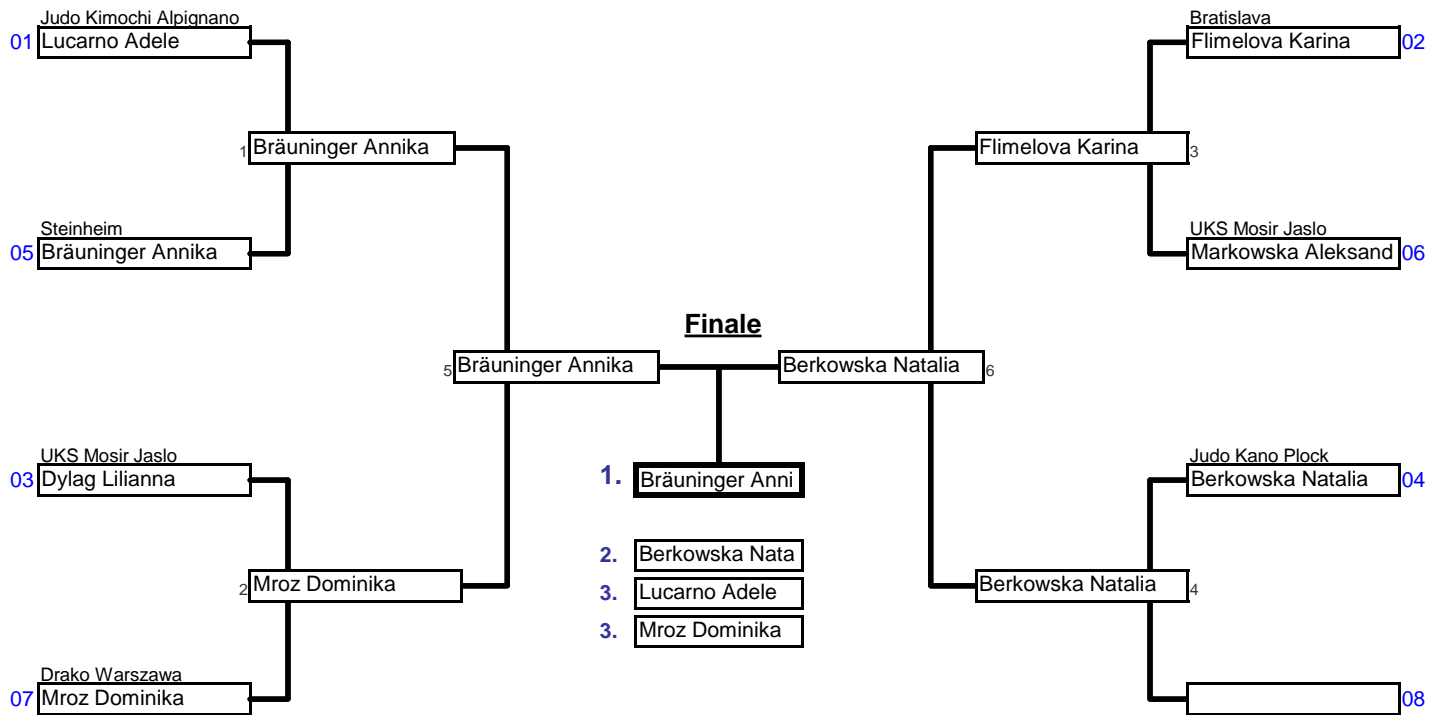 Judo Kimochi Alpignano
01 Lucarno Adele
Bratislava
Flimelova Karina 02
1 Bräuninger Annika
Flimelova Karina 3
Steinheim
05 Bräuninger Annika
UKS Mosir Jaslo
Markowska Aleksand 06
Finale
5 Bräuninger Annika
Berkowska Natalia 6
UKS Mosir Jaslo
03 Dylag Lilianna
1. Bräuninger Anni
Judo Kano Plock
Berkowska Natalia 04
2. Berkowska Nata
2 Mroz Dominika
3. Lucarno Adele
Berkowska Natalia 4
3. Mroz Dominika
Drako Warszawa
07 Mroz Dominika
08